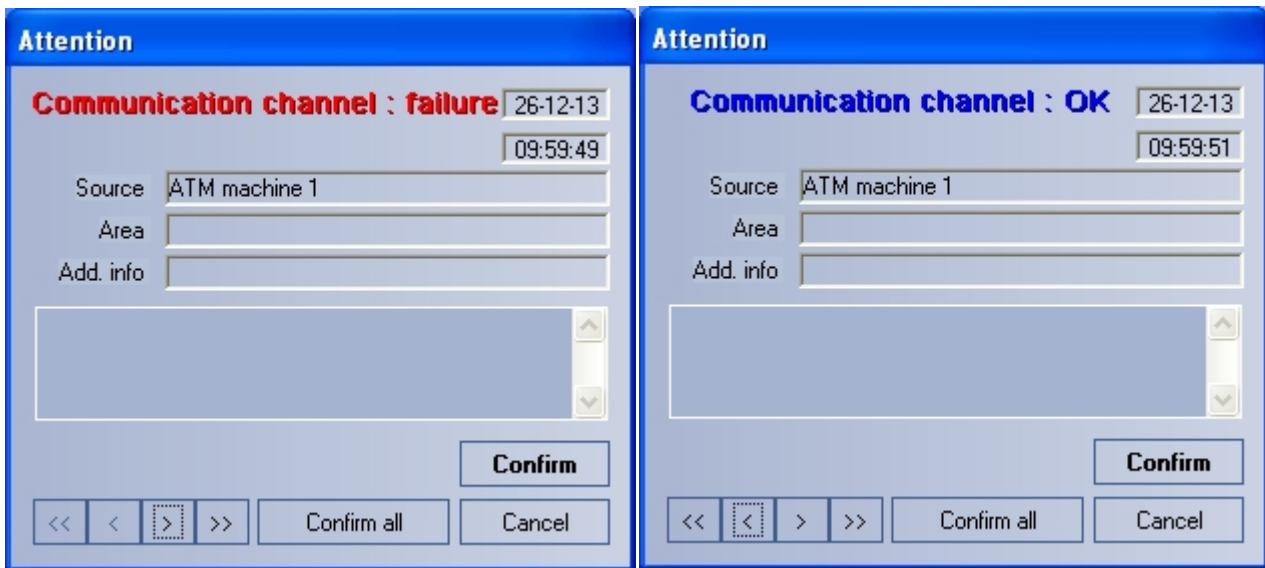 Attention
Communication channel : failure 26-12-13
09:59:49
Source ATM machine 1
Area
Add. info
Confirm
<< < > >> Confirm all Cancel
Attention
Communication channel : OK 26-12-13
09:59:51
Source ATM machine 1
Area
Add. info
Confirm
<< < > >> Confirm all Cancel